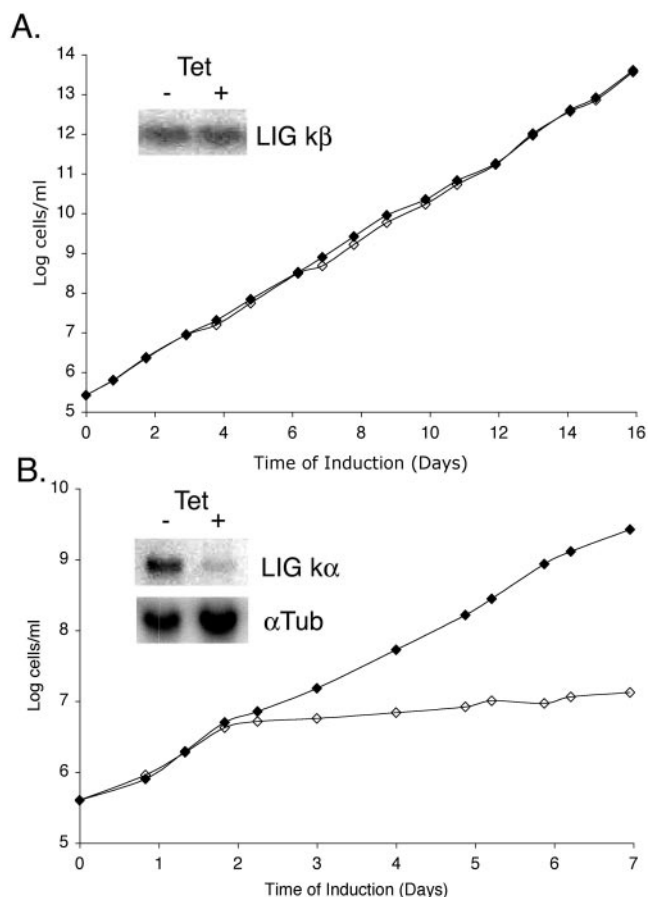 A.
Tet
- +
LIG kβ
Log cells/ml
14
13
12
11
10
9
8
7
6
5
0 2 4 6 8 10 12 14 16
Time of Induction (Days)
B.
Tet
- +
LIG kα
αTub
Log cells/ml
10
9
8
7
6
5
0 1 2 3 4 5 6 7
Time of Induction (Days)